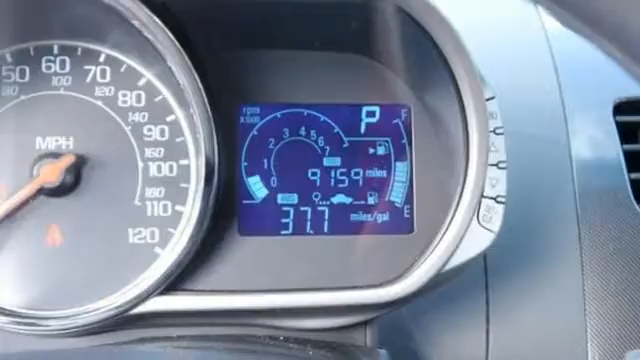 50 60 70 80 90 100 110 120
80 100 120 140 160 180
MPH
rpm
x1000
P
F
0 1 2 3 4 5 6 7
9159 miles
E
37.7 miles/gal